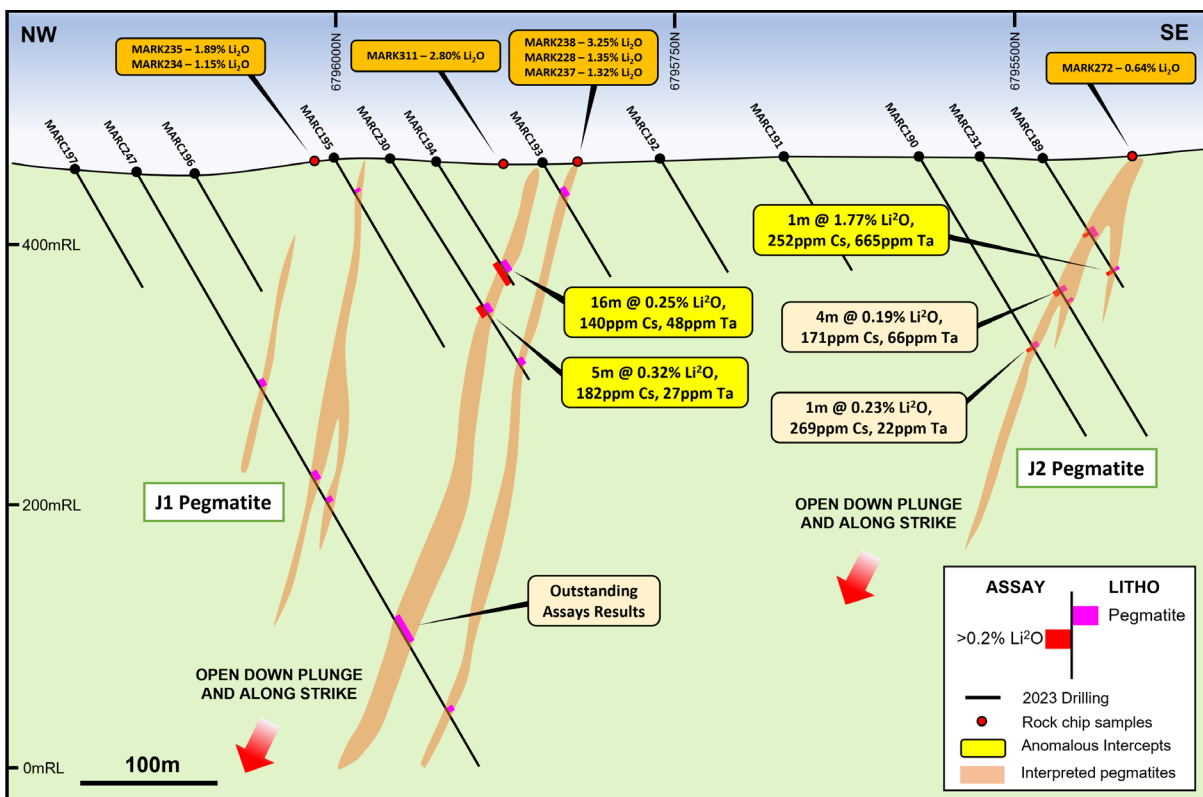 NW
SE
6796000N
6795750N
6795500N
MARK235 – 1.89% Li₂O
MARK234 – 1.15% Li₂O
MARK311 – 2.80% Li₂O
MARK238 – 3.25% Li₂O
MARK228 – 1.35% Li₂O
MARK237 – 1.32% Li₂O
MARK272 – 0.64% Li₂O
MARC197
MARC247
MARC196
MARC195
MARC230
MARC194
MARC193
MARC192
MARC191
MARC190
MARC231
MARC189
400mRL
200mRL
0mRL
1m @ 1.77% Li²O,
252ppm Cs, 665ppm Ta
16m @ 0.25% Li²O,
140ppm Cs, 48ppm Ta
4m @ 0.19% Li²O,
171ppm Cs, 66ppm Ta
5m @ 0.32% Li²O,
182ppm Cs, 27ppm Ta
1m @ 0.23% Li²O,
269ppm Cs, 22ppm Ta
J1 Pegmatite
J2 Pegmatite
OPEN DOWN PLUNGE
AND ALONG STRIKE
Outstanding
Assays Results
OPEN DOWN PLUNGE
AND ALONG STRIKE
100m
ASSAY
LITHO
Pegmatite
>0.2% Li²O
2023 Drilling
Rock chip samples
Anomalous Intercepts
Interpreted pegmatites